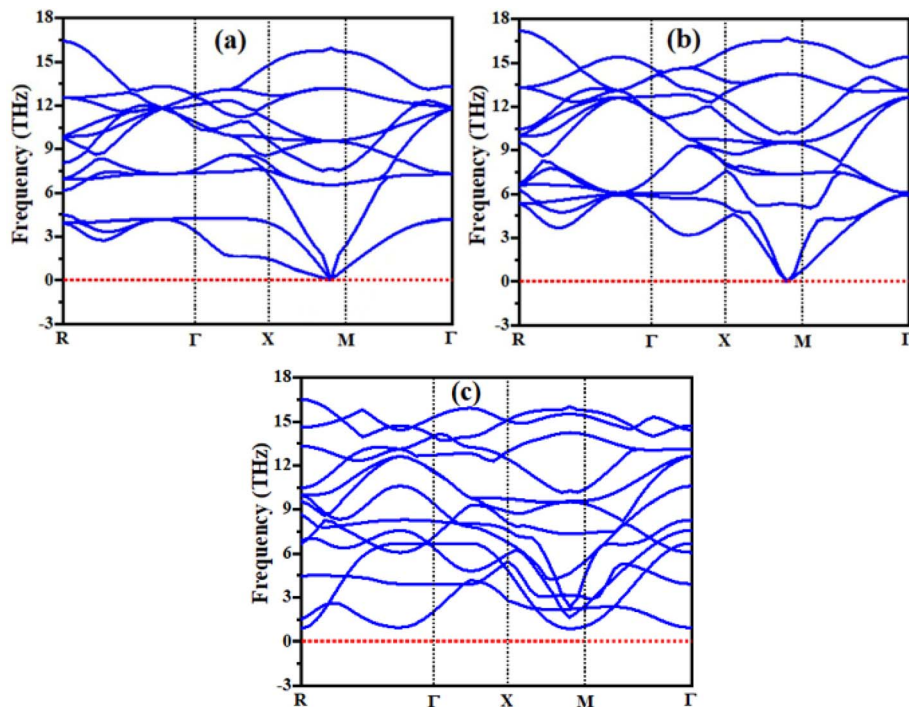 (a)
18
15
12
9
6
3
0
-3
Frequency (THz)
R Γ X M Γ
(b)
18
15
12
9
6
3
0
-3
Frequency (THz)
R Γ X M Γ
(c)
18
15
12
9
6
3
0
-3
Frequency (THz)
R Γ X M Γ